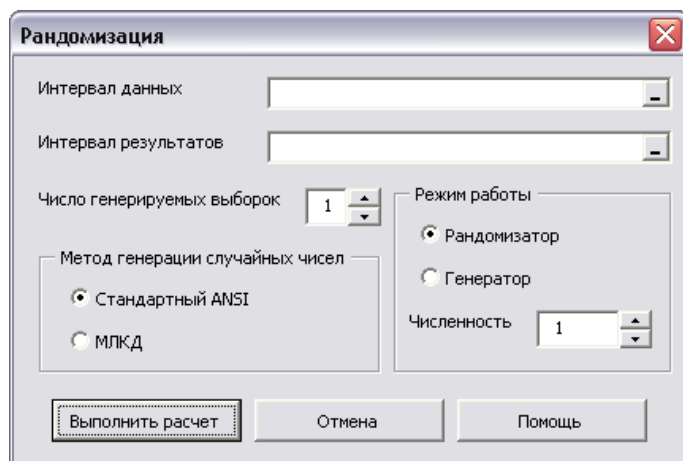 Рандомизация
Интервал данных
Интервал результатов
Число генерируемых выборок 1
Метод генерации случайных чисел
Стандартный ANSI
МЛКД
Режим работы
Рандомизатор
Генератор
Численность 1
Выполнить расчет Отмена Помощь